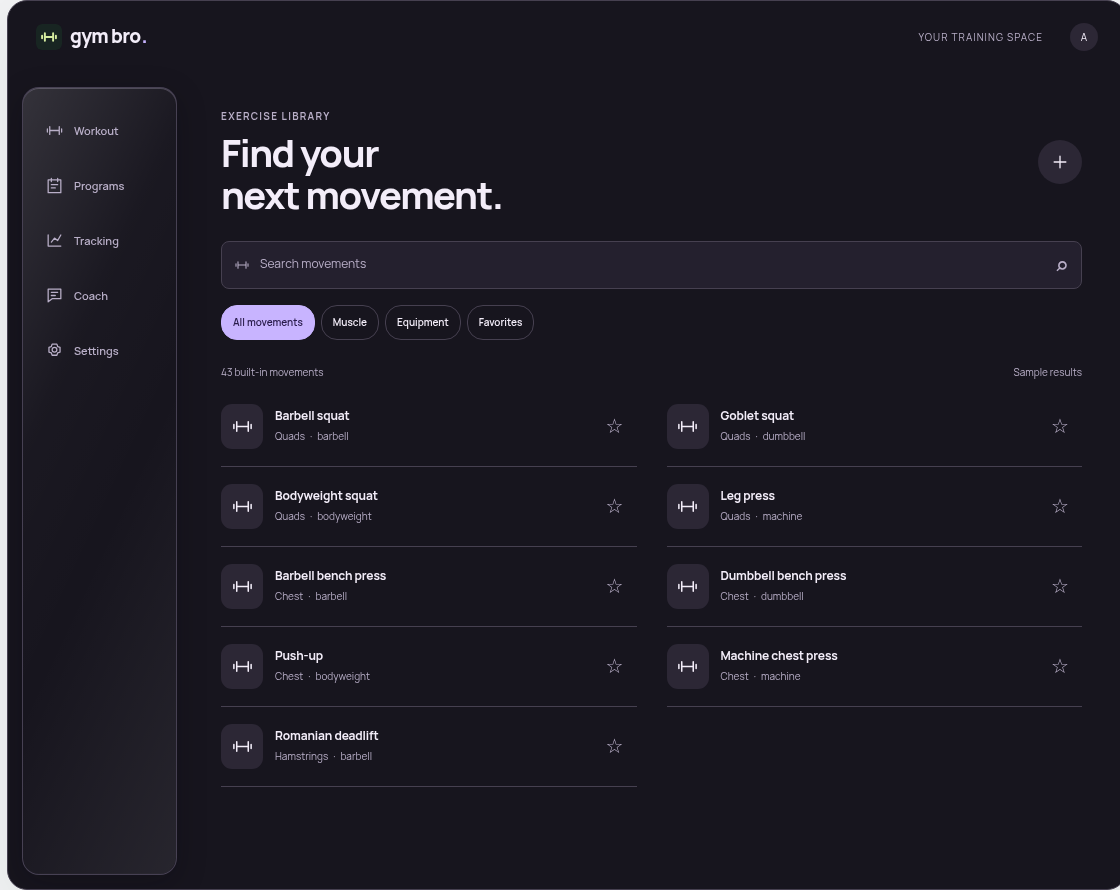 gym bro.
YOUR TRAINING SPACE
A
Workout
Programs
Tracking
Coach
Settings
EXERCISE LIBRARY
Find your
next movement.
Search movements
All movements
Muscle
Equipment
Favorites
43 built-in movements
Sample results
Barbell squat
Quads · barbell
Goblet squat
Quads · dumbbell
Bodyweight squat
Quads · bodyweight
Leg press
Quads · machine
Barbell bench press
Chest · barbell
Dumbbell bench press
Chest · dumbbell
Push-up
Chest · bodyweight
Machine chest press
Chest · machine
Romanian deadlift
Hamstrings · barbell